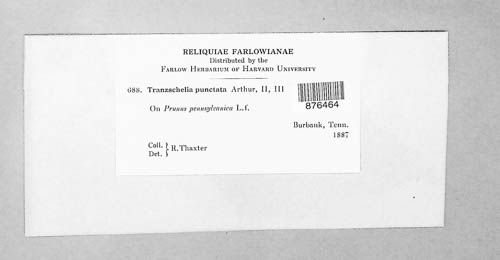 RELIQUIAE FARLOWIANAE
Distributed by the
FARLOW HERBARIUM OF HARVARD UNIVERSITY
688. Tranzschelia punctata Arthur, II, III
876464
On Prunus pennsylvanica L.f.
Burbank, Tenn.
1887
Coll. } R. Thaxter
Det. }